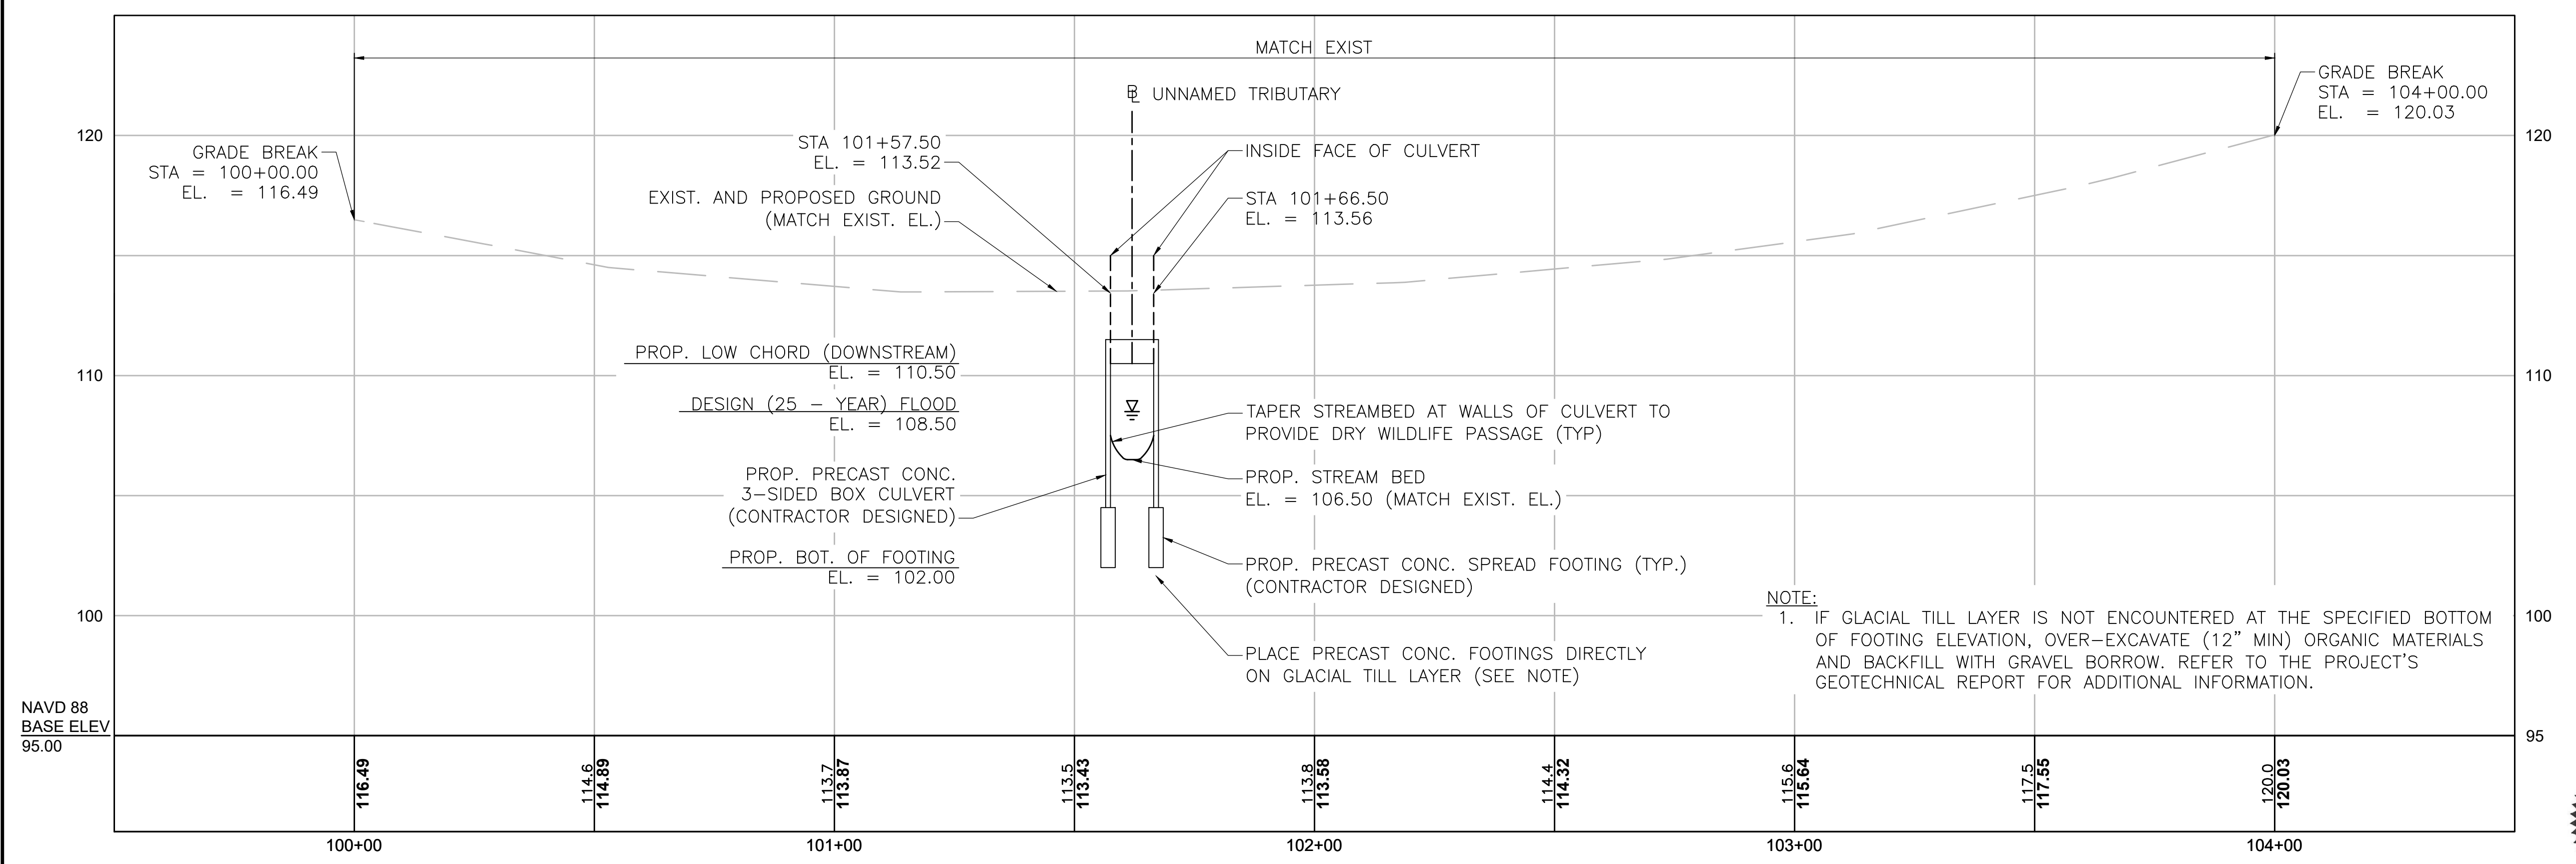 MATCH EXIST
GRADE BREAK
STA = 104+00.00
EL. = 120.03
℄ UNNAMED TRIBUTARY
120
120
STA 101+57.50
EL. = 113.52
INSIDE FACE OF CULVERT
GRADE BREAK
STA = 100+00.00
EL. = 116.49
EXIST. AND PROPOSED GROUND
(MATCH EXIST. EL.)
STA 101+66.50
EL. = 113.56
PROP. LOW CHORD (DOWNSTREAM)
EL. = 110.50
110
110
DESIGN (25 - YEAR) FLOOD
EL. = 108.50
TAPER STREAMBED AT WALLS OF CULVERT TO
PROVIDE DRY WILDLIFE PASSAGE (TYP)
PROP. PRECAST CONC.
3-SIDED BOX CULVERT
(CONTRACTOR DESIGNED)
PROP. STREAM BED
EL. = 106.50 (MATCH EXIST. EL.)
PROP. BOT. OF FOOTING
EL. = 102.00
PROP. PRECAST CONC. SPREAD FOOTING (TYP.)
(CONTRACTOR DESIGNED)
100
100
NOTE:
1. IF GLACIAL TILL LAYER IS NOT ENCOUNTERED AT THE SPECIFIED BOTTOM
OF FOOTING ELEVATION, OVER-EXCAVATE (12" MIN) ORGANIC MATERIALS
AND BACKFILL WITH GRAVEL BORROW. REFER TO THE PROJECT'S
GEOTECHNICAL REPORT FOR ADDITIONAL INFORMATION.
PLACE PRECAST CONC. FOOTINGS DIRECTLY
ON GLACIAL TILL LAYER (SEE NOTE)
NAVD 88
BASE ELEV
95.00
95
116.49
114.6
114.89
113.7
113.87
113.5
113.43
113.8
113.58
114.4
114.32
115.6
115.64
117.5
117.55
120.0
120.03
100+00
101+00
102+00
103+00
104+00